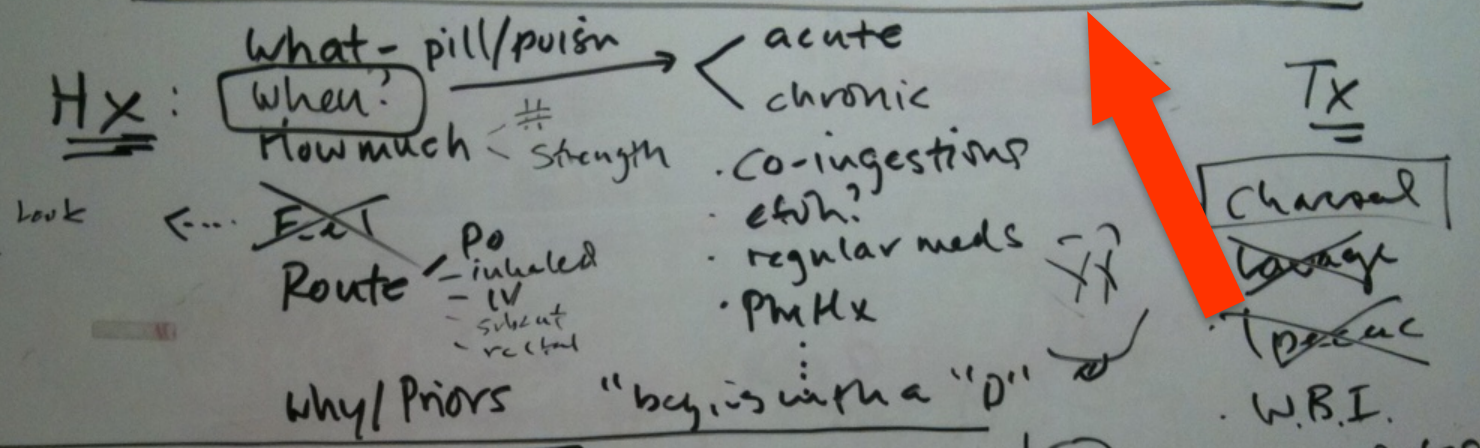 What - pill/poisn
acute
chronic
Hx:
When?
How much
#
Strength
Look
Route
PO
- inhaled
- IV
- subcut
- rectal
Why/Priors
· Co-ingestions
· etoh?
· regular meds
· PMHx
"begins with a "D"
Tx
Charcoal
Lavage
· Ipecac
· W.B.I.